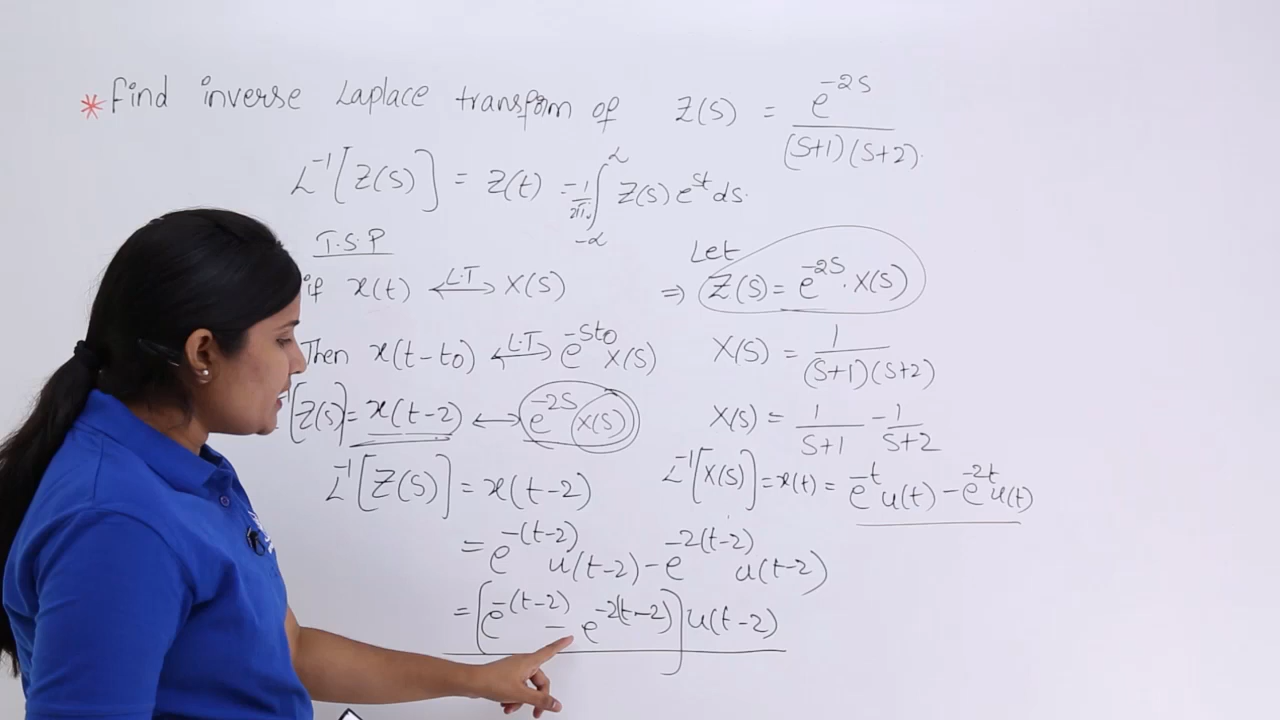 * Find inverse Laplace transform of Z(S) = e^{-2S} / (S+1)(S+2).
L^{-1}[Z(S)] = Z(t) = 1/2πj ∫_{-∞}^{∞} Z(S) e^{st} ds.
T.S.P
if x(t) ⟷^{L.T} X(S)
Then x(t-t0) ⟷^{L.T} e^{-St0} X(S)
[Z(S)] = x(t-2) ⟷ e^{-2S} X(S)
L^{-1}[Z(S)] = x(t-2)
Let
⇒ Z(S) = e^{-2S} . X(S)
X(S) = 1 / (S+1)(S+2)
X(S) = 1/S+1 - 1/S+2
L^{-1}[X(S)] = x(t) = e^{-t} u(t) - e^{-2t} u(t)
= e^{-(t-2)} u(t-2) - e^{-2(t-2)} u(t-2)
= [e^{-(t-2)} - e^{-2(t-2)}] u(t-2)